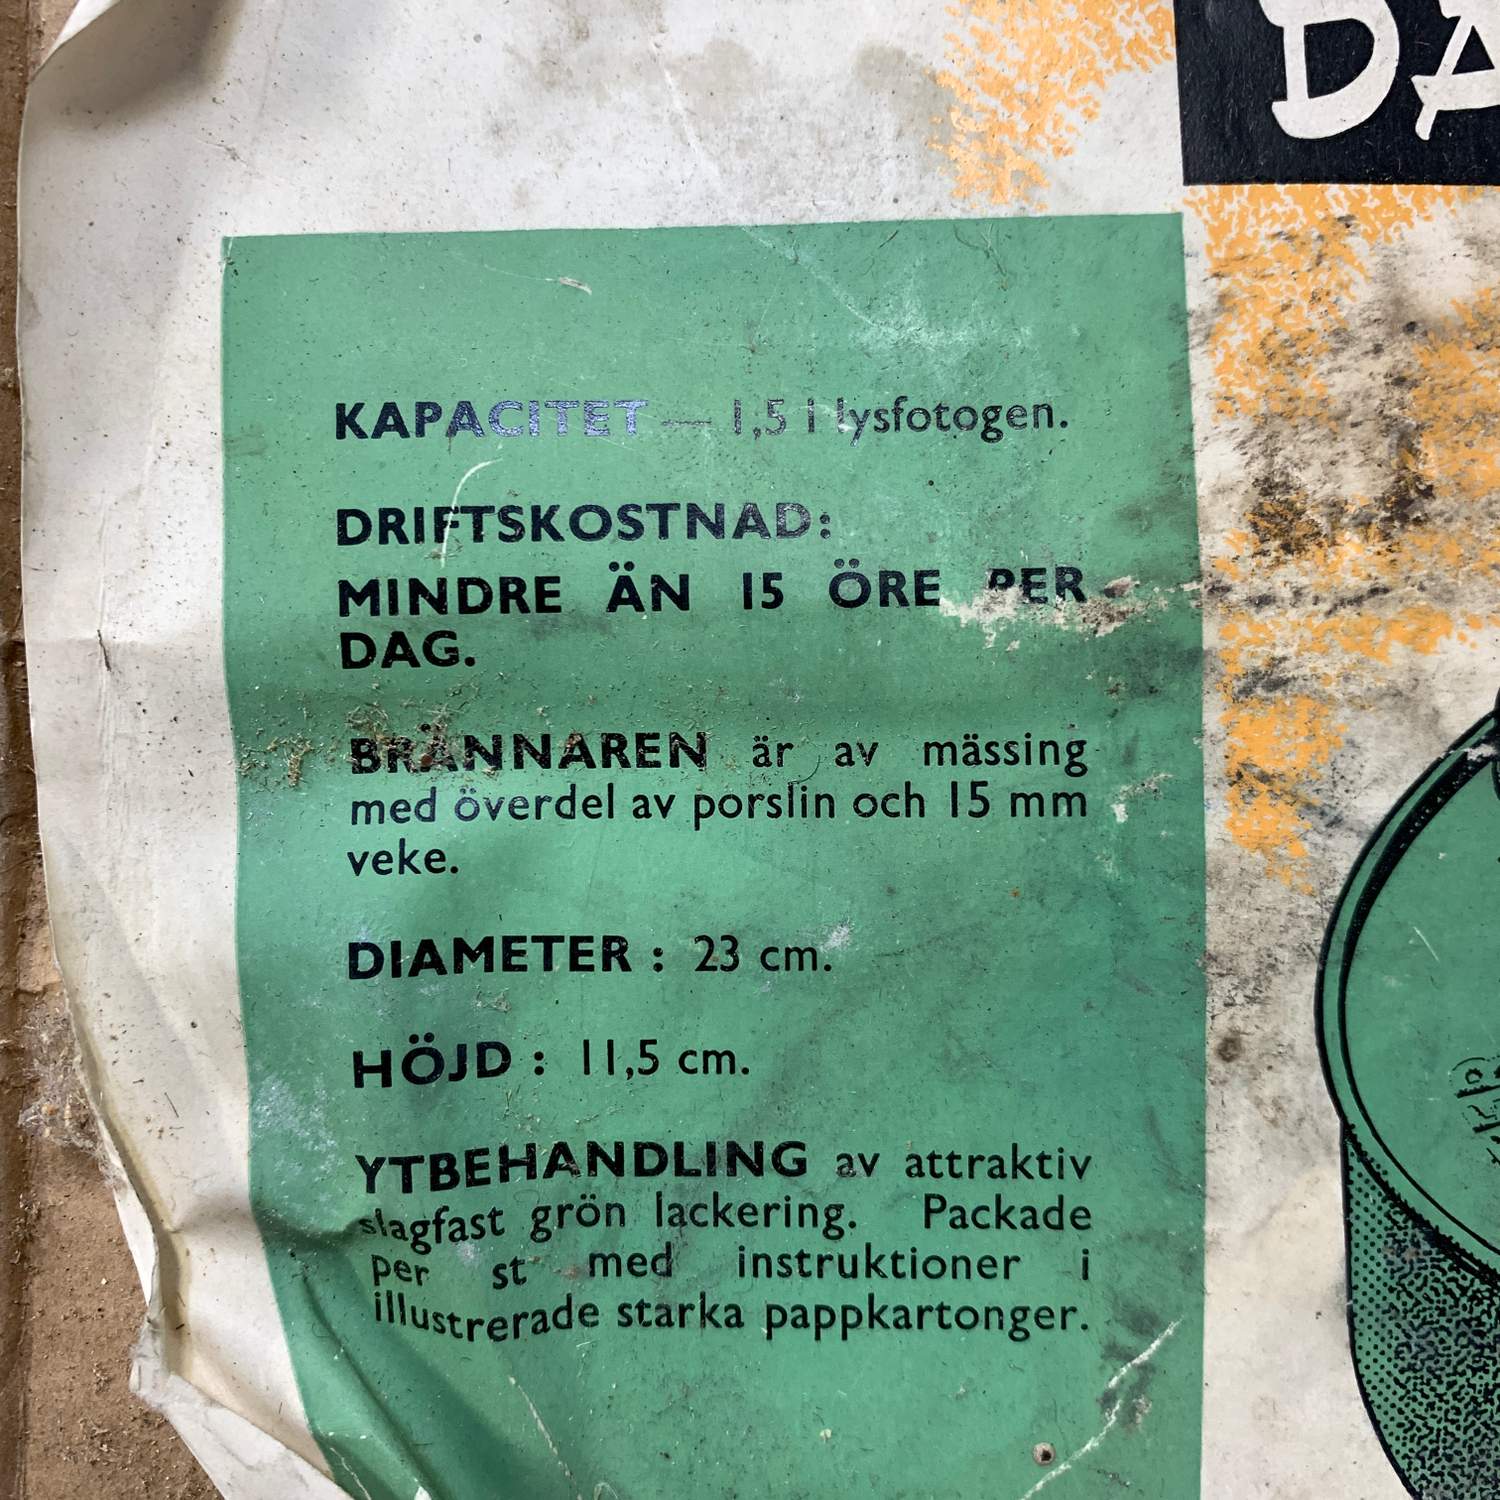 DA
KAPACITET — 1,5 l lysfotogen.
DRIFTSKOSTNAD:
MINDRE ÄN 15 ÖRE PER
DAG.
BRÄNNAREN är av mässing
med överdel av porslin och 15 mm
veke.
DIAMETER : 23 cm.
HÖJD : 11,5 cm.
YTBEHANDLING av attraktiv
slagfast grön lackering. Packade
per st med instruktioner i
illustrerade starka pappkartonger.